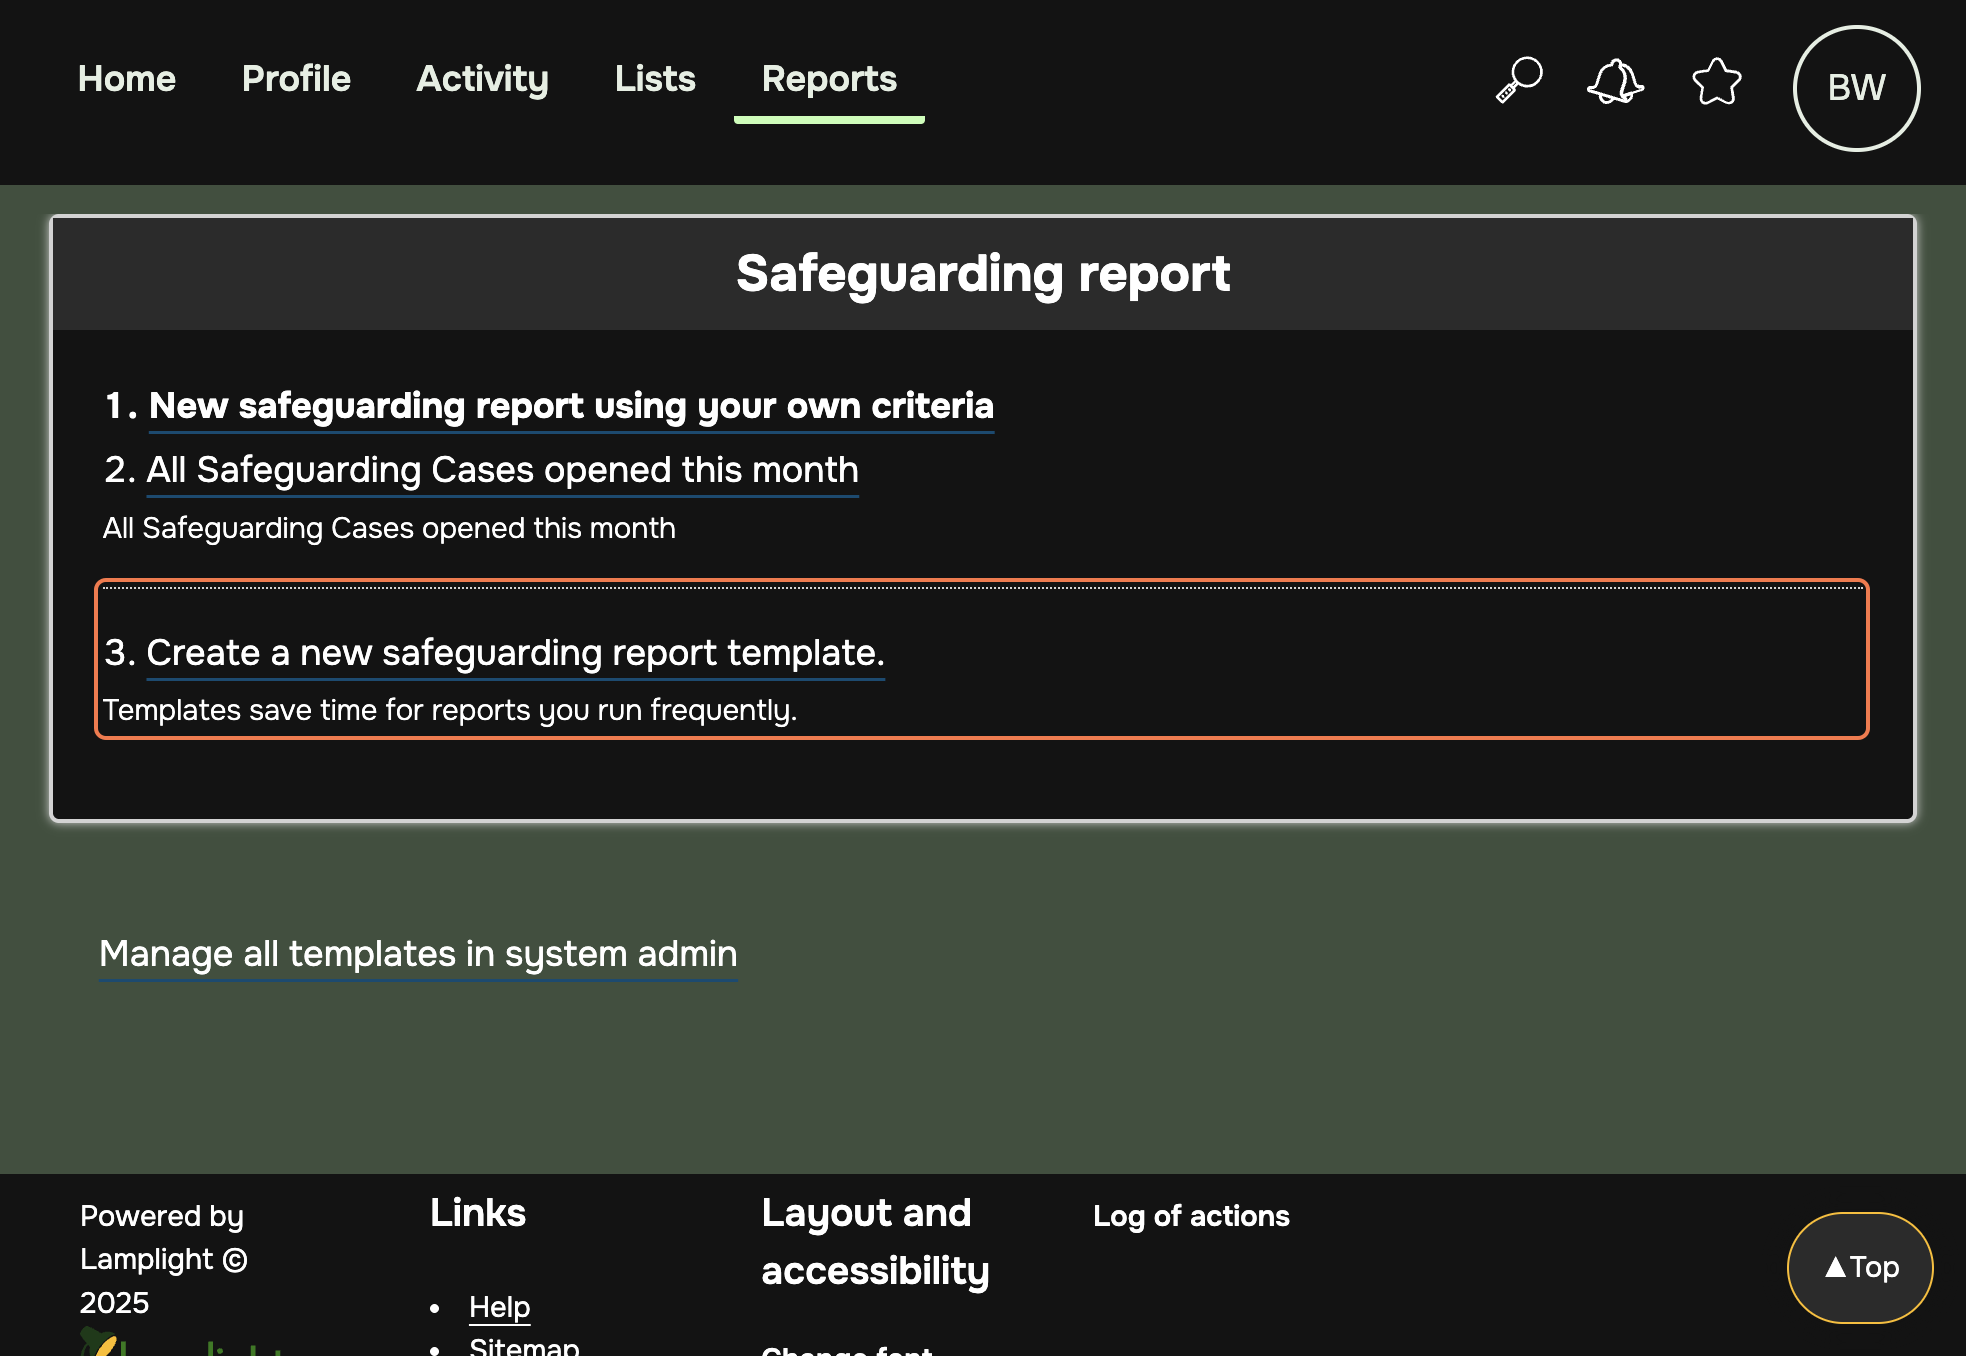 Home Profile Activity Lists Reports
BW
Safeguarding report
1. New safeguarding report using your own criteria
2. All Safeguarding Cases opened this month
All Safeguarding Cases opened this month
3. Create a new safeguarding report template.
Templates save time for reports you run frequently.
Manage all templates in system admin
Powered by
Lamplight ©
2025
Links
• Help
• Sitemap
Layout and
accessibility
Change font
Log of actions
▲Top